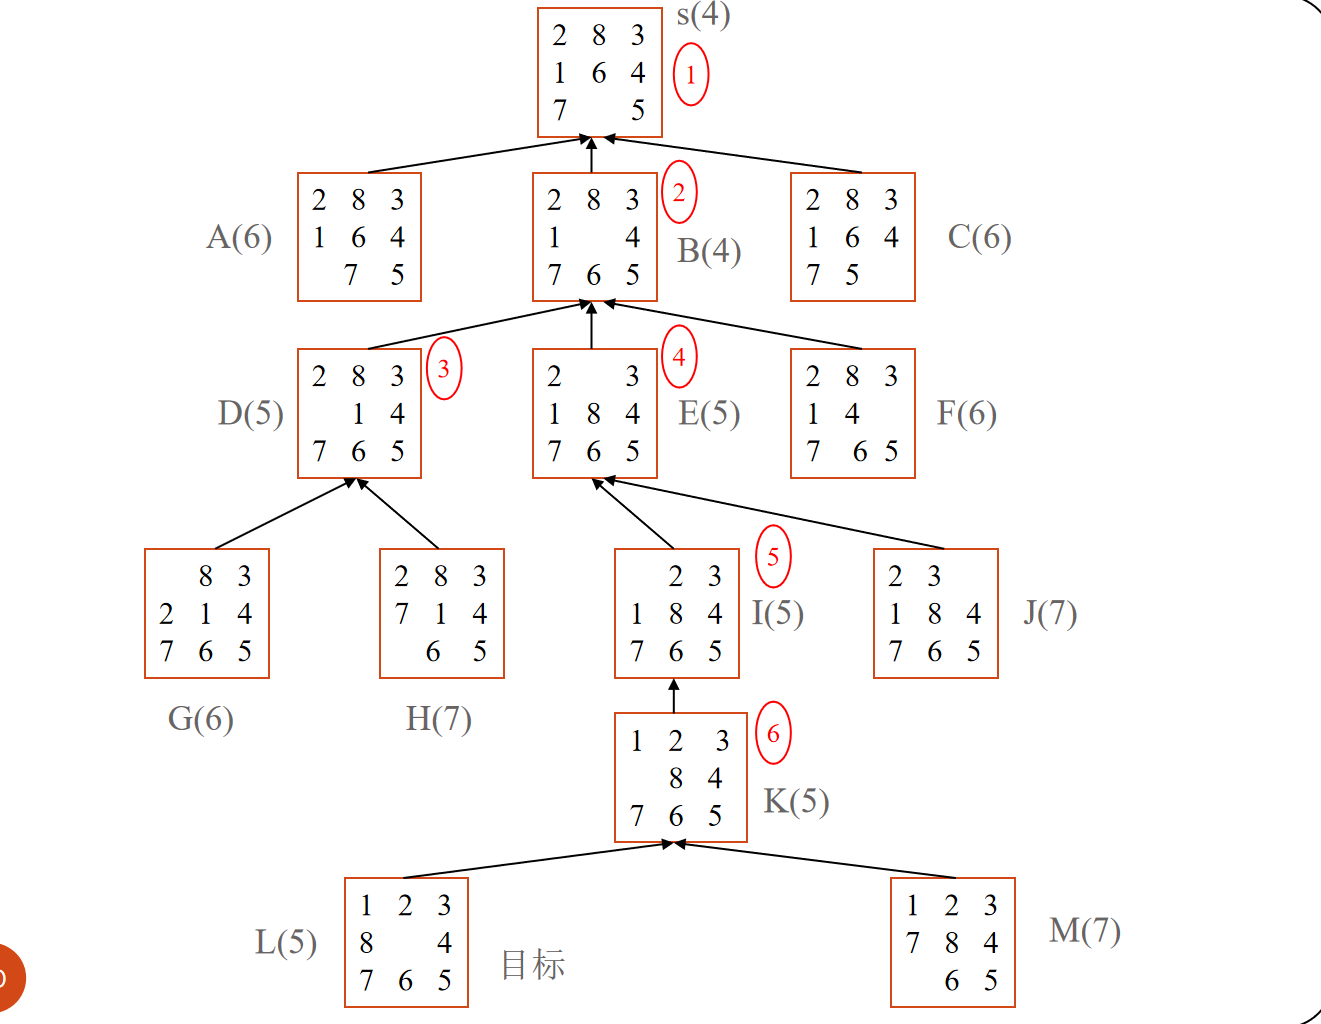 s(4)
2 8 3
1 6 4
7 5
1
A(6)
2 8 3
1 6 4
7 5
2 8 3
1 4
7 6 5
2
B(4)
2 8 3
1 6 4
7 5
C(6)
D(5)
2 8 3
1 4
7 6 5
3
2 3
1 8 4
7 6 5
4
E(5)
2 8 3
1 4
7 6 5
F(6)
8 3
2 1 4
7 6 5
G(6)
2 8 3
7 1 4
6 5
H(7)
2 3
1 8 4
7 6 5
5
I(5)
2 3
1 8 4
7 6 5
J(7)
1 2 3
8 4
7 6 5
6
K(5)
L(5)
1 2 3
8 4
7 6 5
目标
1 2 3
7 8 4
6 5
M(7)